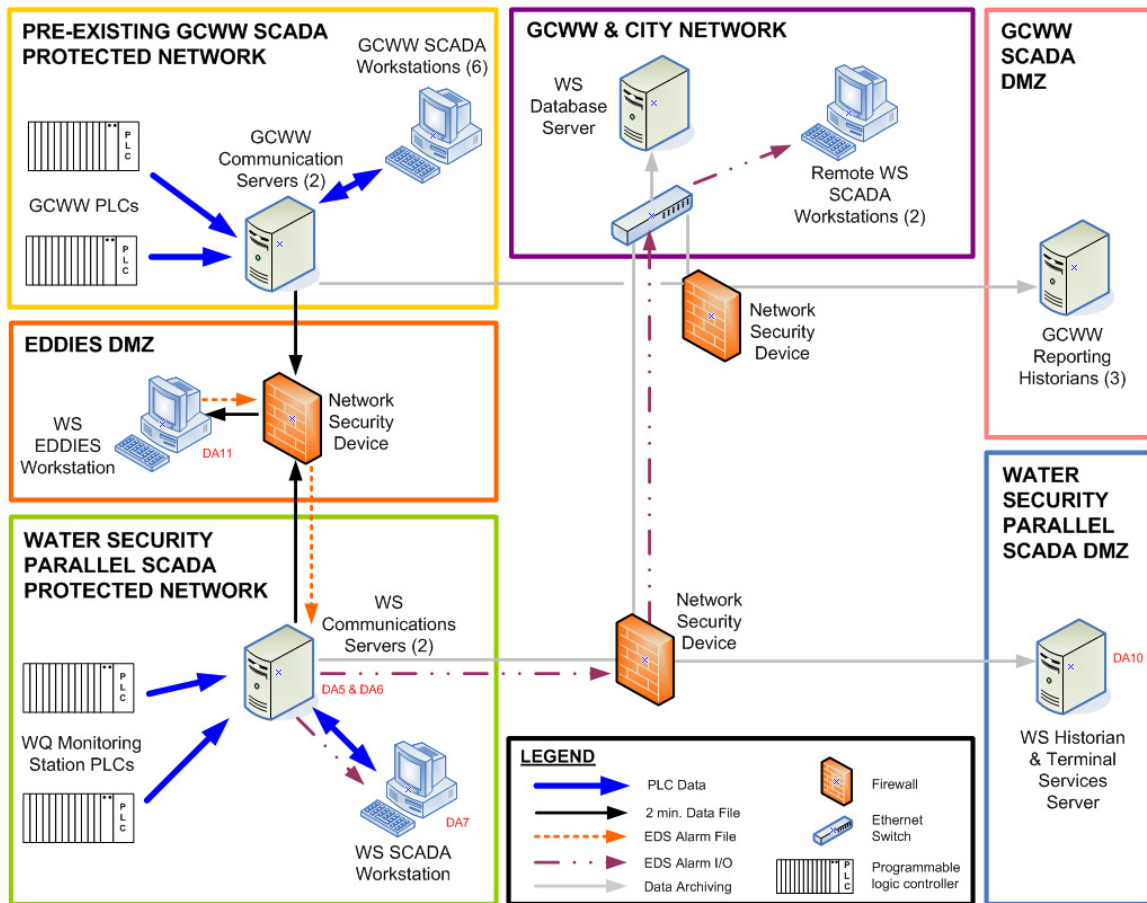 PRE-EXISTING GCWW SCADA
PROTECTED NETWORK
GCWW SCADA
Workstations (6)
P
L
C
GCWW
Communication
Servers (2)
GCWW PLCs
P
L
C
GCWW & CITY NETWORK
WS
Database
Server
Remote WS
SCADA
Workstations (2)
Network
Security
Device
GCWW
SCADA
DMZ
GCWW
Reporting
Historians (3)
EDDIES DMZ
WS
EDDIES
Workstation
DA11
Network
Security
Device
WATER SECURITY
PARALLEL SCADA
PROTECTED NETWORK
WS
Communications
Servers (2)
DA5 & DA6
P
L
C
WQ Monitoring
Station PLCs
P
L
C
DA7
WS SCADA
Workstation
Network
Security
Device
WATER
SECURITY
PARALLEL
SCADA DMZ
DA10
WS Historian
& Terminal
Services
Server
LEGEND
PLC Data
2 min. Data File
EDS Alarm File
EDS Alarm I/O
Data Archiving
Firewall
Ethernet
Switch
P
L
C
Programmable
logic controller